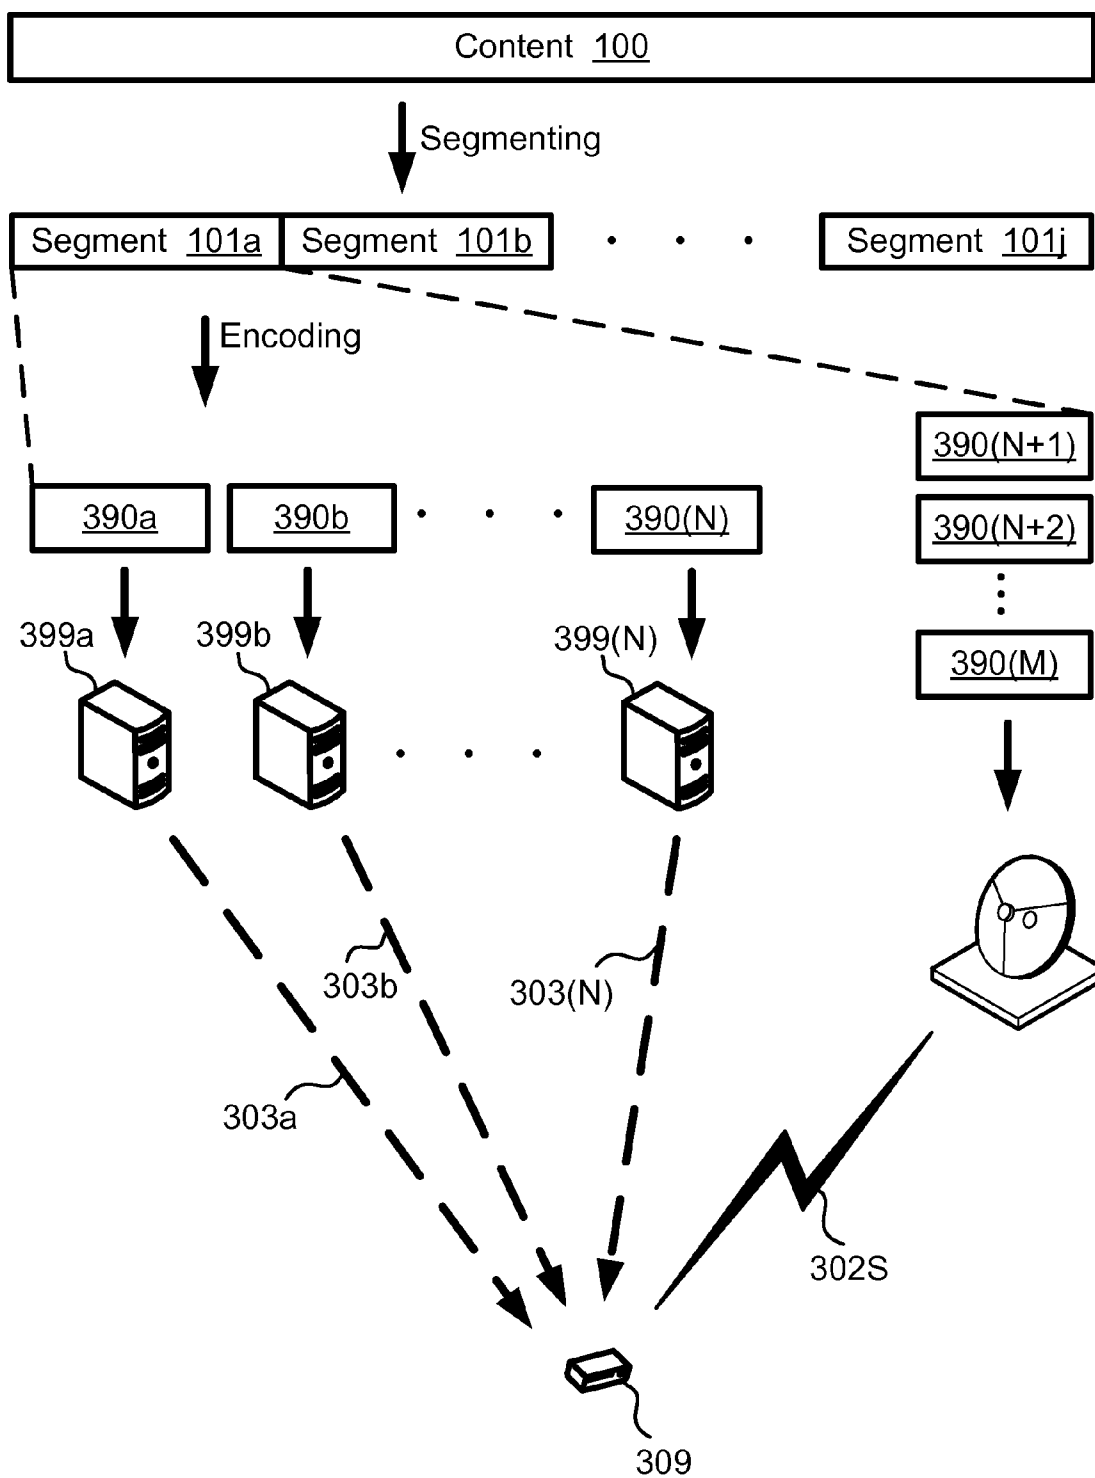 Content 100
Segmenting
Segment 101a
Segment 101b
Segment 101j
Encoding
390(N+1)
390a
390b
390(N)
390(N+2)
399a
399b
399(N)
390(M)
303b
303(N)
303a
302S
309